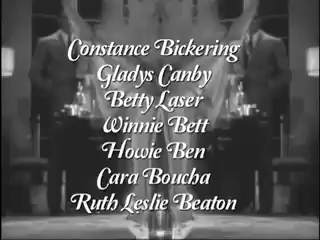 Constance Bickering
Gladys Canby
Betty Laser
Winnie Bett
Howie Ben
Cara Boucha
Ruth Leslie Beaton